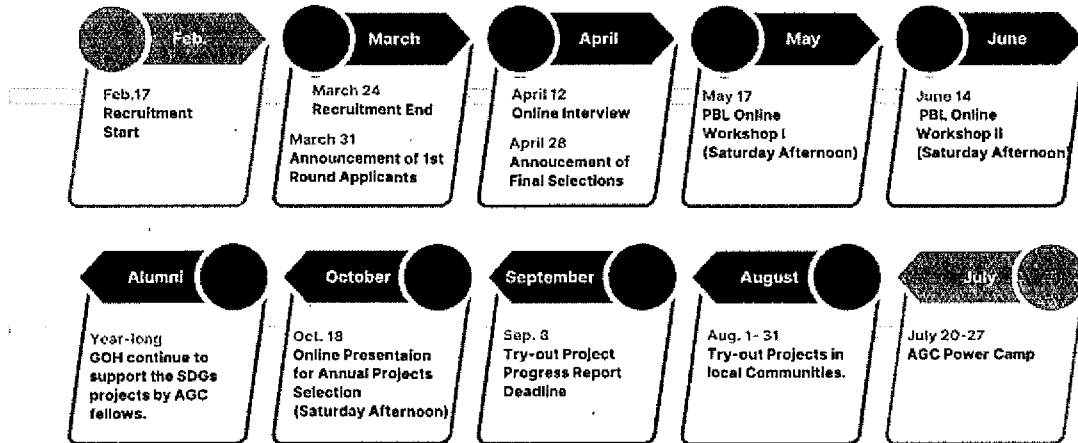 Feb.
Feb.17
Recruitment
Start
March
March 24
Recruitment End
March 31
Announcement of 1st
Round Applicants
April
April 12
Online Interview
April 28
Annoucement of
Final Selections
May
May 17
PBL Online
Workshop I
(Saturday Afternoon)
June
June 14
PBL Online
Workshop II
(Saturday Afternoon)
July
July 20-27
AGC Power Camp
August
Aug. 1- 31
Try-out Projects in
local Communities.
September
Sep. 8
Try-out Project
Progress Report
Deadline
October
Oct. 18
Online Presentaion
for Annual Projects
Selection
(Saturday Afternoon)
Alumni
Year-long
GOH continue to
support the SDGs
projects by AGC
fellows.